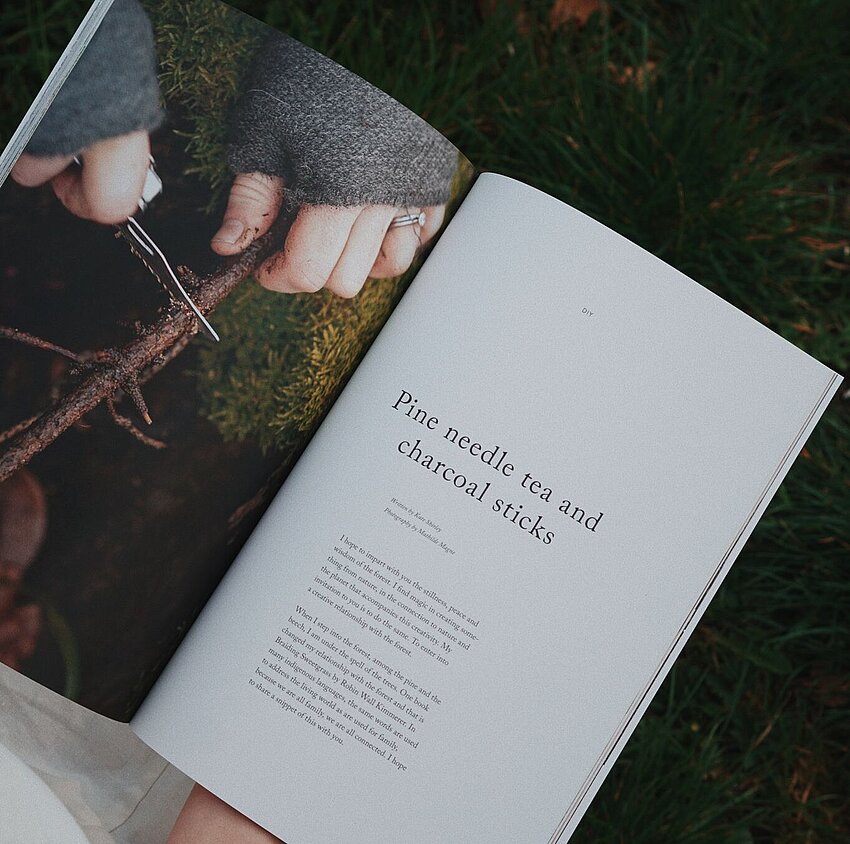 DIY
Pine needle tea and
charcoal sticks
Written by Kate Shirley
Photography by Mathilde Magne
I hope to impart with you the stillness, peace and
wisdom of the forest. I find magic in creating some-
thing from nature, in the connection to nature and
the planet that accompanies this creativity. My
invitation to you is to do the same. To enter into
a creative relationship with the forest.
When I step into the forest, among the pine and the
beech, I am under the spell of the trees. One book
changed my relationship with the forest and that is
Braiding Sweetgrass by Robin Wall Kimmerer. In
many indigenous languages, the same words are used
to address the living world as are used for family,
because we are all family, we are all connected. I hope
to share a snippet of this with you.